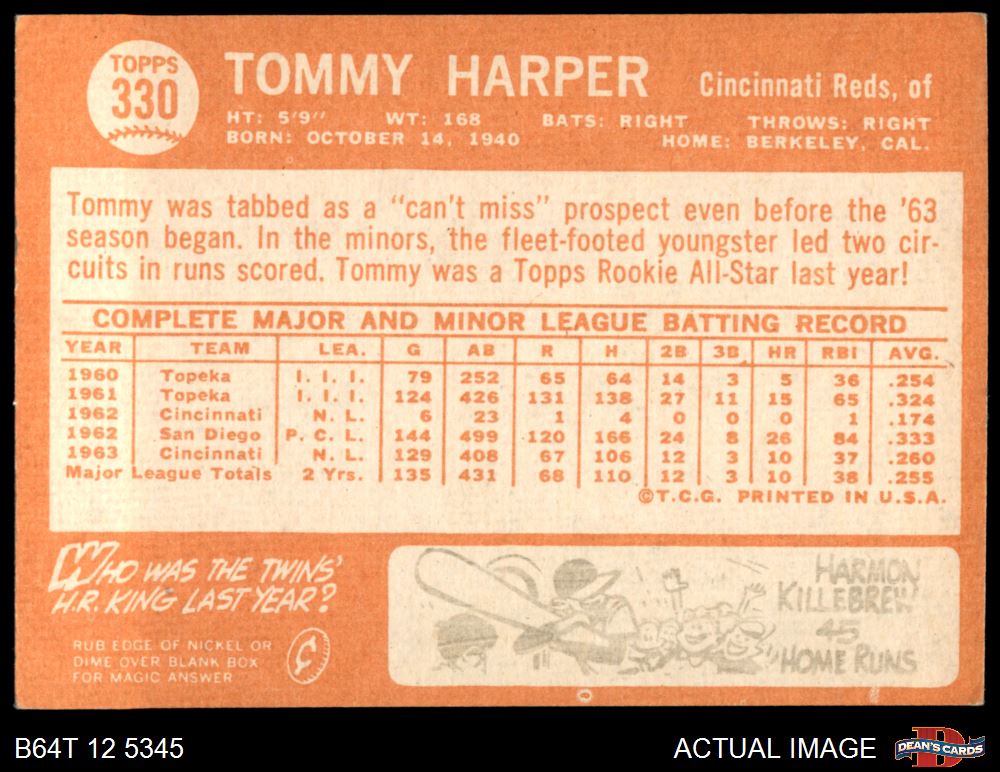 TOPPS
330
TOMMY HARPER
Cincinnati Reds, of
HT: 5'9" WT: 168 BATS: RIGHT THROWS: RIGHT
BORN: OCTOBER 14, 1940 HOME: BERKELEY, CAL.
Tommy was tabbed as a "can't miss" prospect even before the '63
season began. In the minors, the fleet-footed youngster led two cir-
cuits in runs scored. Tommy was a Topps Rookie All-Star last year!
COMPLETE MAJOR AND MINOR LEAGUE BATTING RECORD
YEAR TEAM LEA. G AB R H 2B 3B HR RBI AVG.
1960 Topeka I. I. I. 79 252 65 64 14 3 5 36 .254
1961 Topeka I. I. I. 124 426 131 138 27 11 15 65 .324
1962 Cincinnati N. L. 6 23 1 4 0 0 0 1 .174
1962 San Diego P. C. L. 144 499 120 166 24 8 26 84 .333
1963 Cincinnati N. L. 129 408 67 106 12 3 10 37 .260
Major League Totals 2 Yrs. 135 431 68 110 12 3 10 38 .255
©T.C.G. PRINTED IN U.S.A.
WHO WAS THE TWINS'
H.R. KING LAST YEAR?
RUB EDGE OF NICKEL OR
DIME OVER BLANK BOX
FOR MAGIC ANSWER
HARMON
KILLEBREW
45
HOME RUNS
B64T 12 5345
ACTUAL IMAGE
DEAN'S CARDS